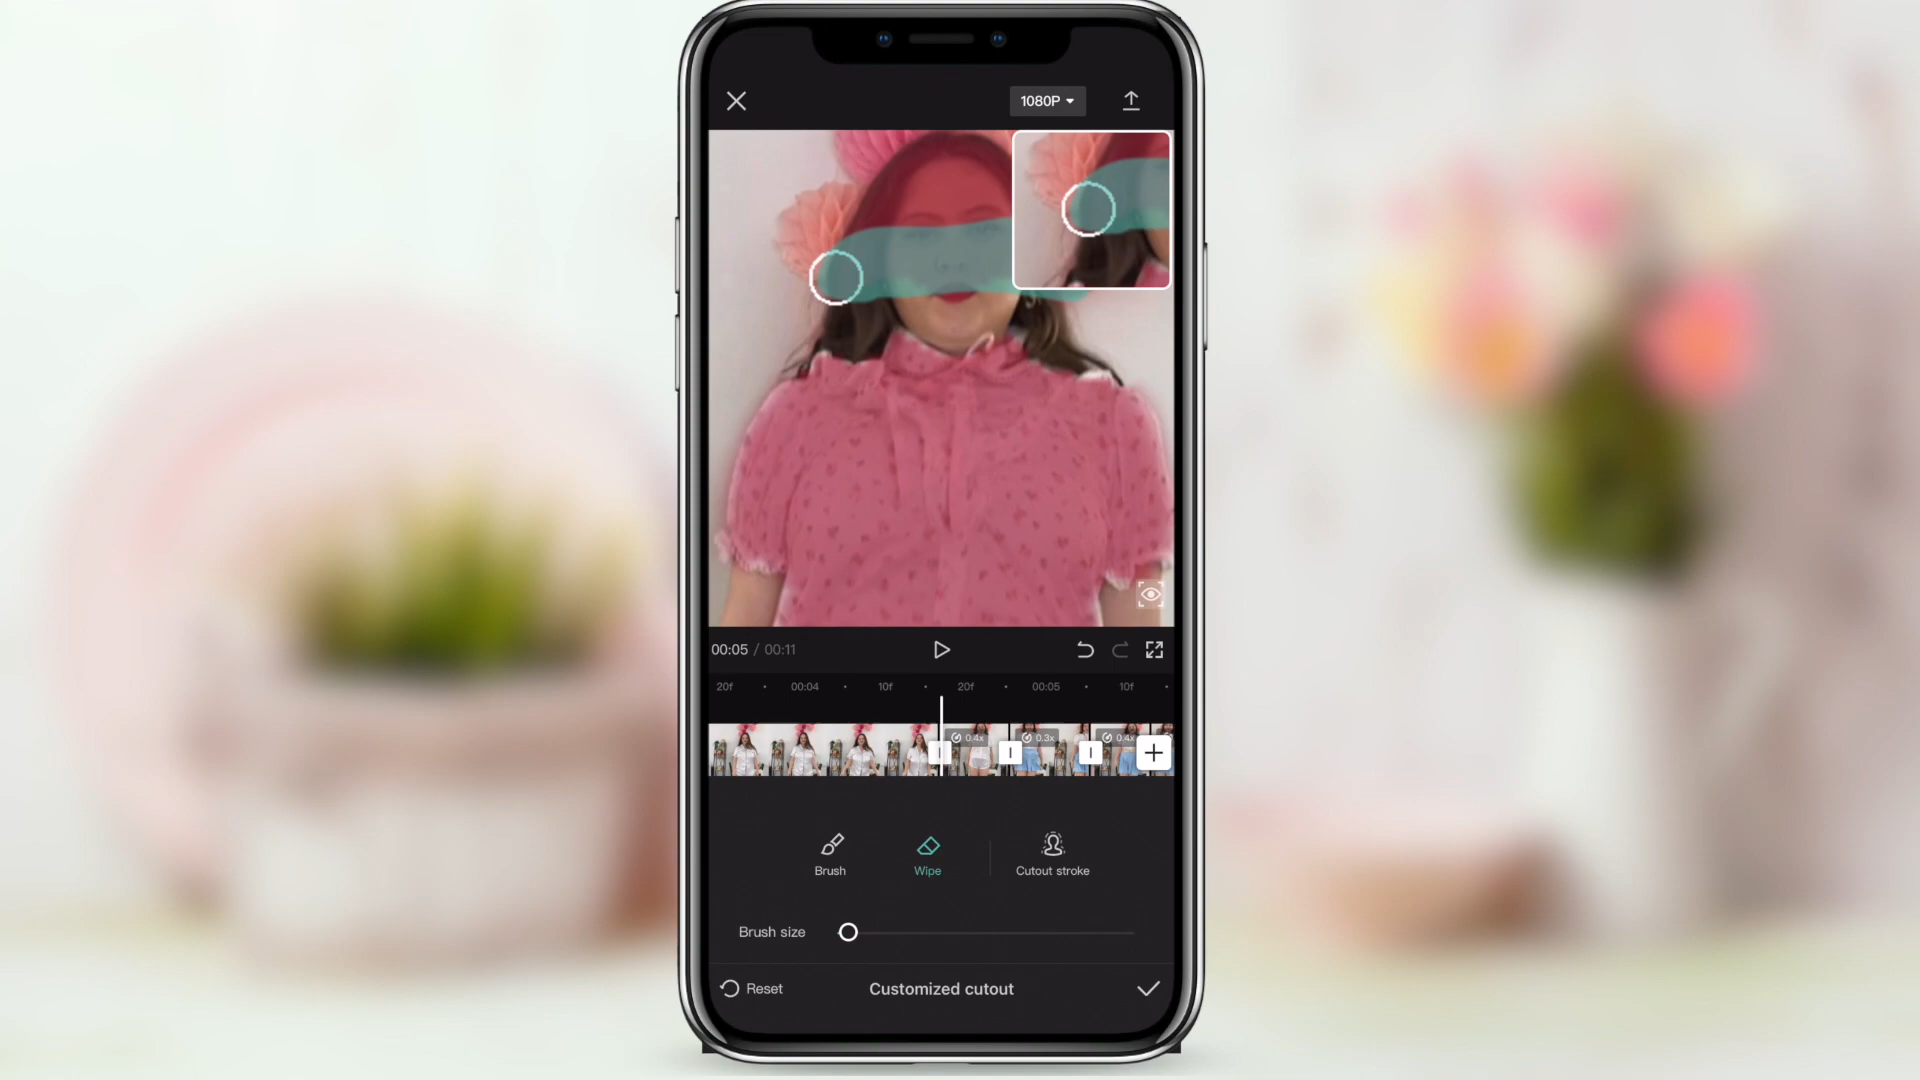 1080P
00:05 / 00:11
20f 00:04 10f 20f 00:05 10f
0.4x 0.3x 0.4x
Brush Wipe Cutout stroke
Brush size
Reset Customized cutout